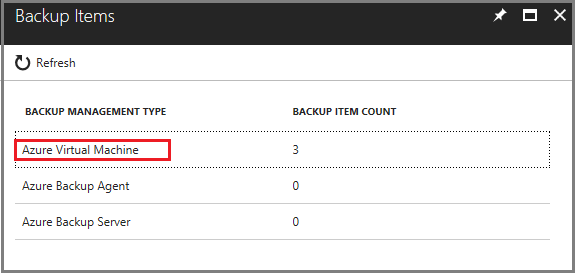 Backup Items
Refresh
BACKUP MANAGEMENT TYPE BACKUP ITEM COUNT
Azure Virtual Machine 3
Azure Backup Agent 0
Azure Backup Server 0